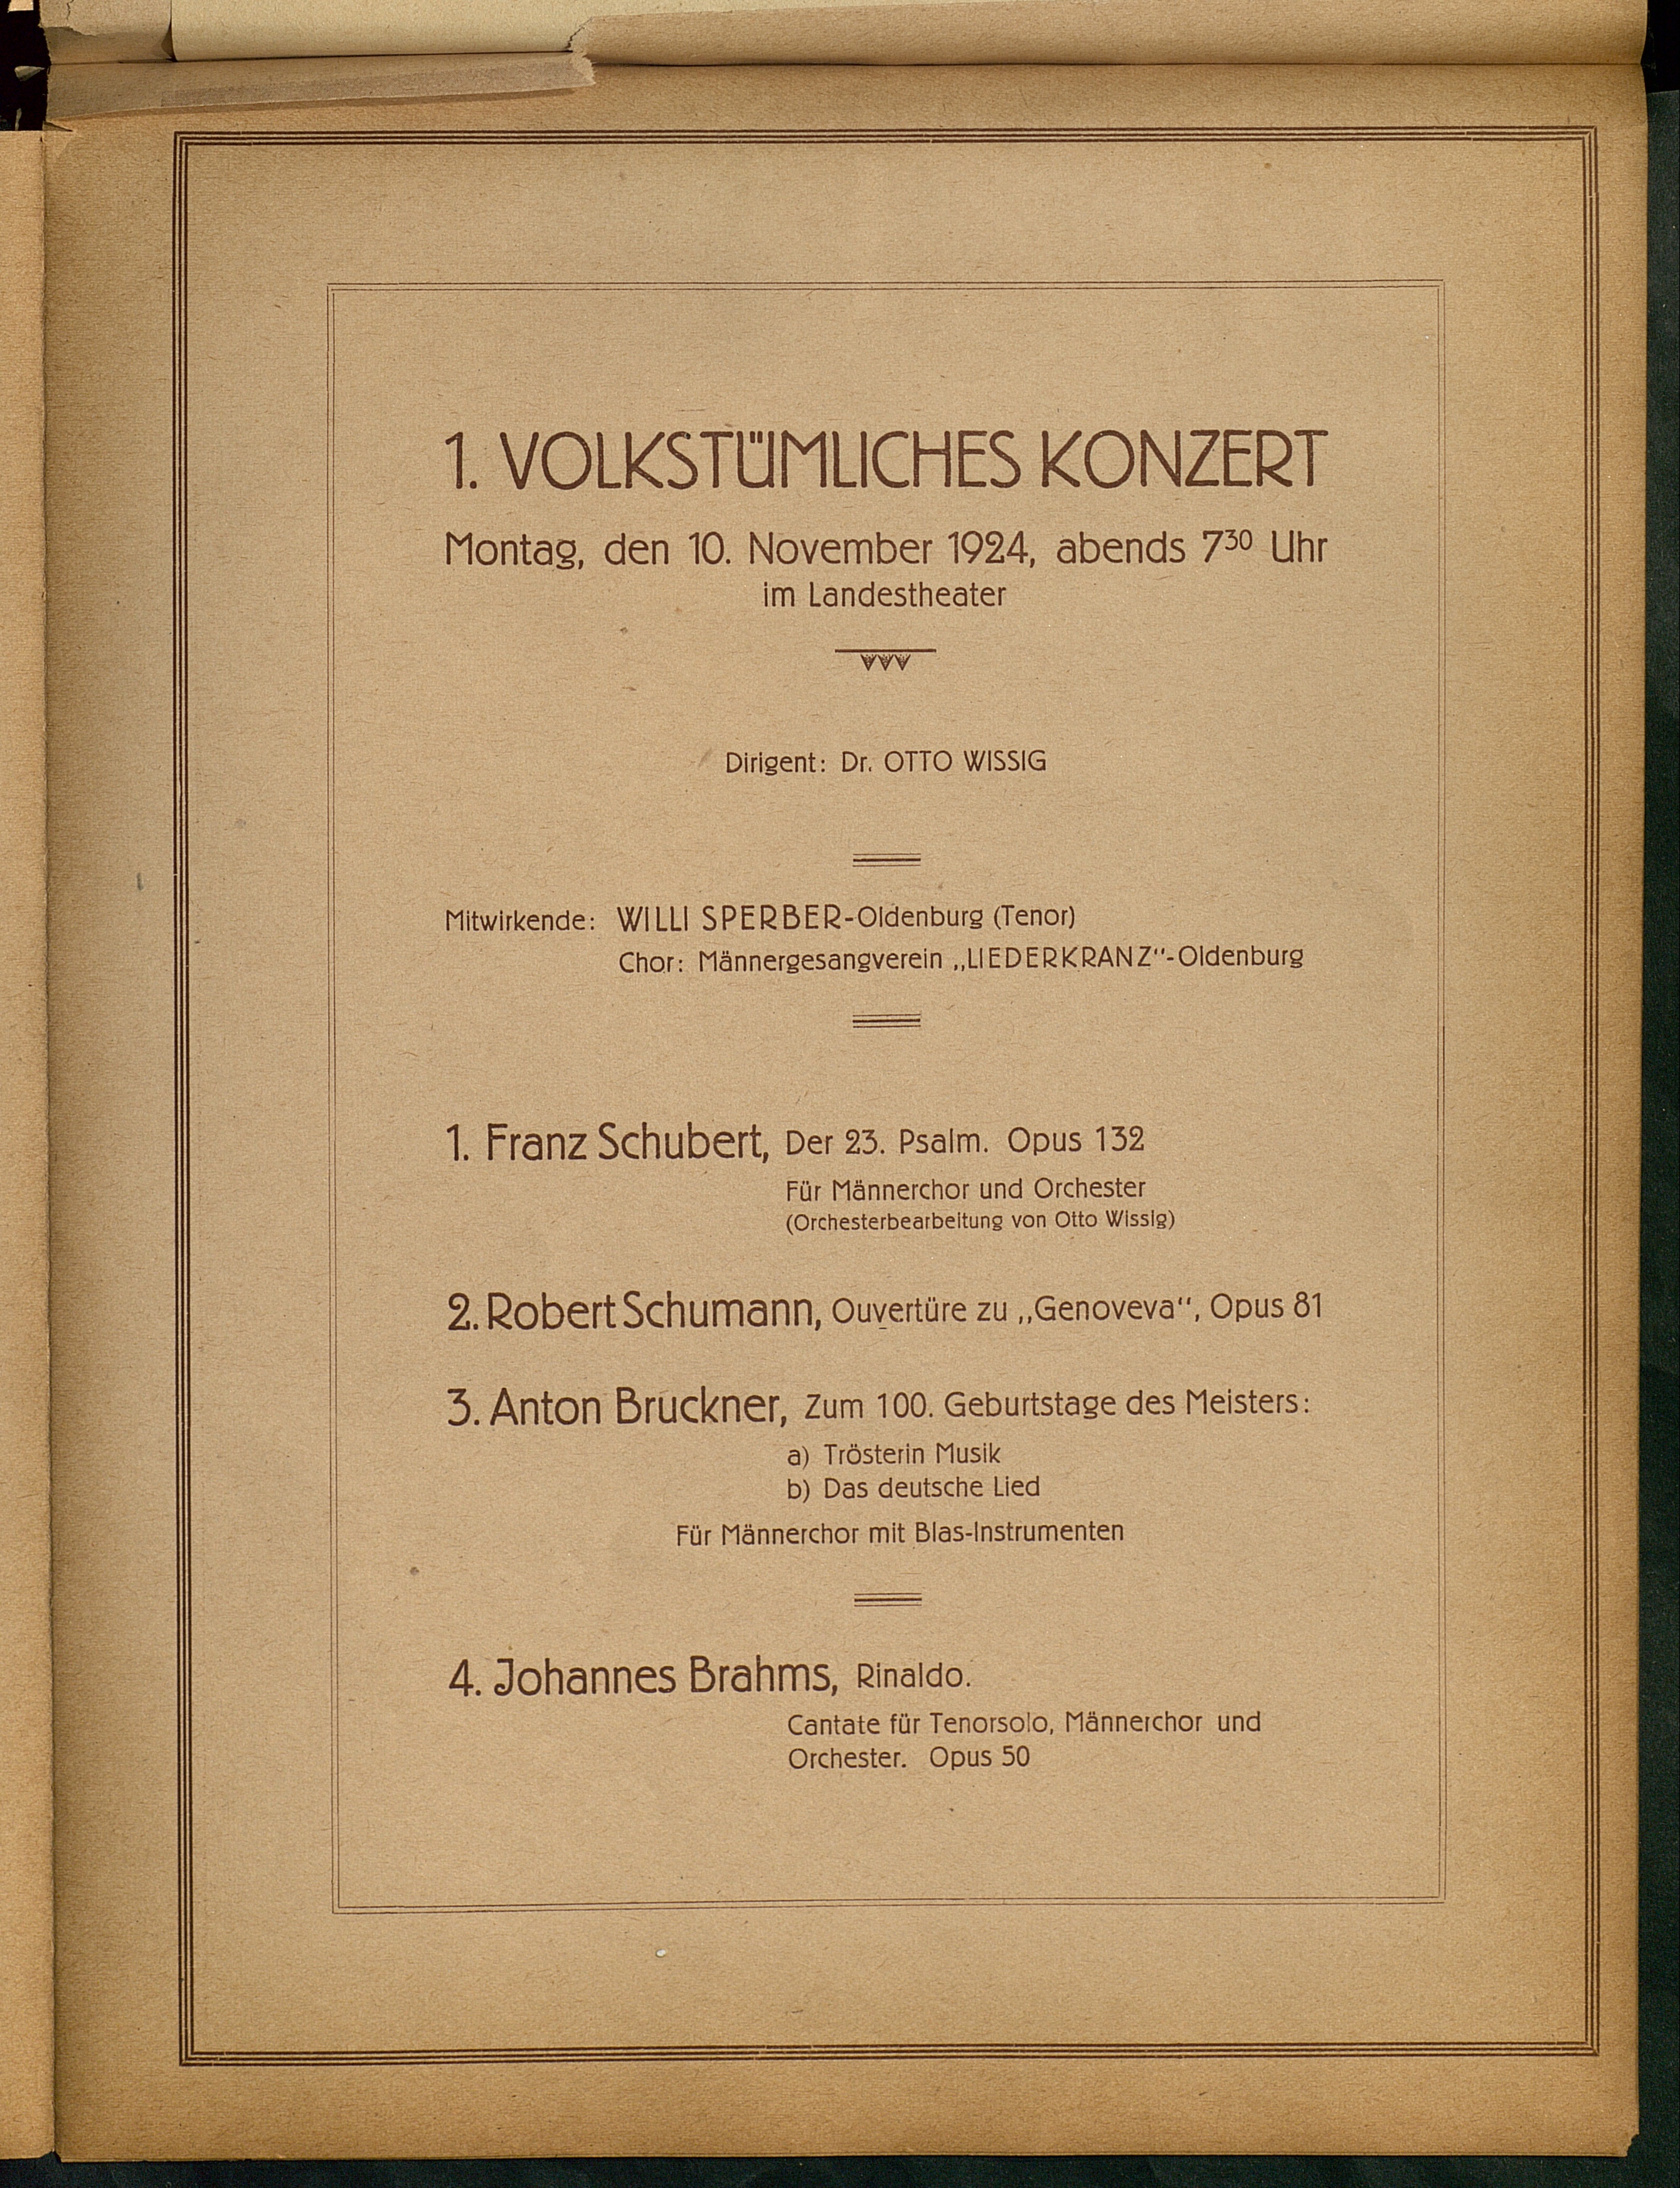 1. VOLKSTÜMLICHES KONZERT
Montag, den 10. November 1924, abends 7³⁰ Uhr
im Landestheater
Dirigent: Dr. OTTO WISSIG
Mitwirkende: WILLI SPERBER-Oldenburg (Tenor)
Chor: Männergesangverein „LIEDERKRANZ“-Oldenburg
1. Franz Schubert, Der 23. Psalm. Opus 132
Für Männerchor und Orchester
(Orchesterbearbeitung von Otto Wissig)
2. Robert Schumann, Ouvertüre zu „Genoveva“, Opus 81
3. Anton Bruckner, Zum 100. Geburtstage des Meisters:
a) Trösterin Musik
b) Das deutsche Lied
Für Männerchor mit Blas-Instrumenten
4. Johannes Brahms, Rinaldo.
Cantate für Tenorsolo, Männerchor und
Orchester. Opus 50